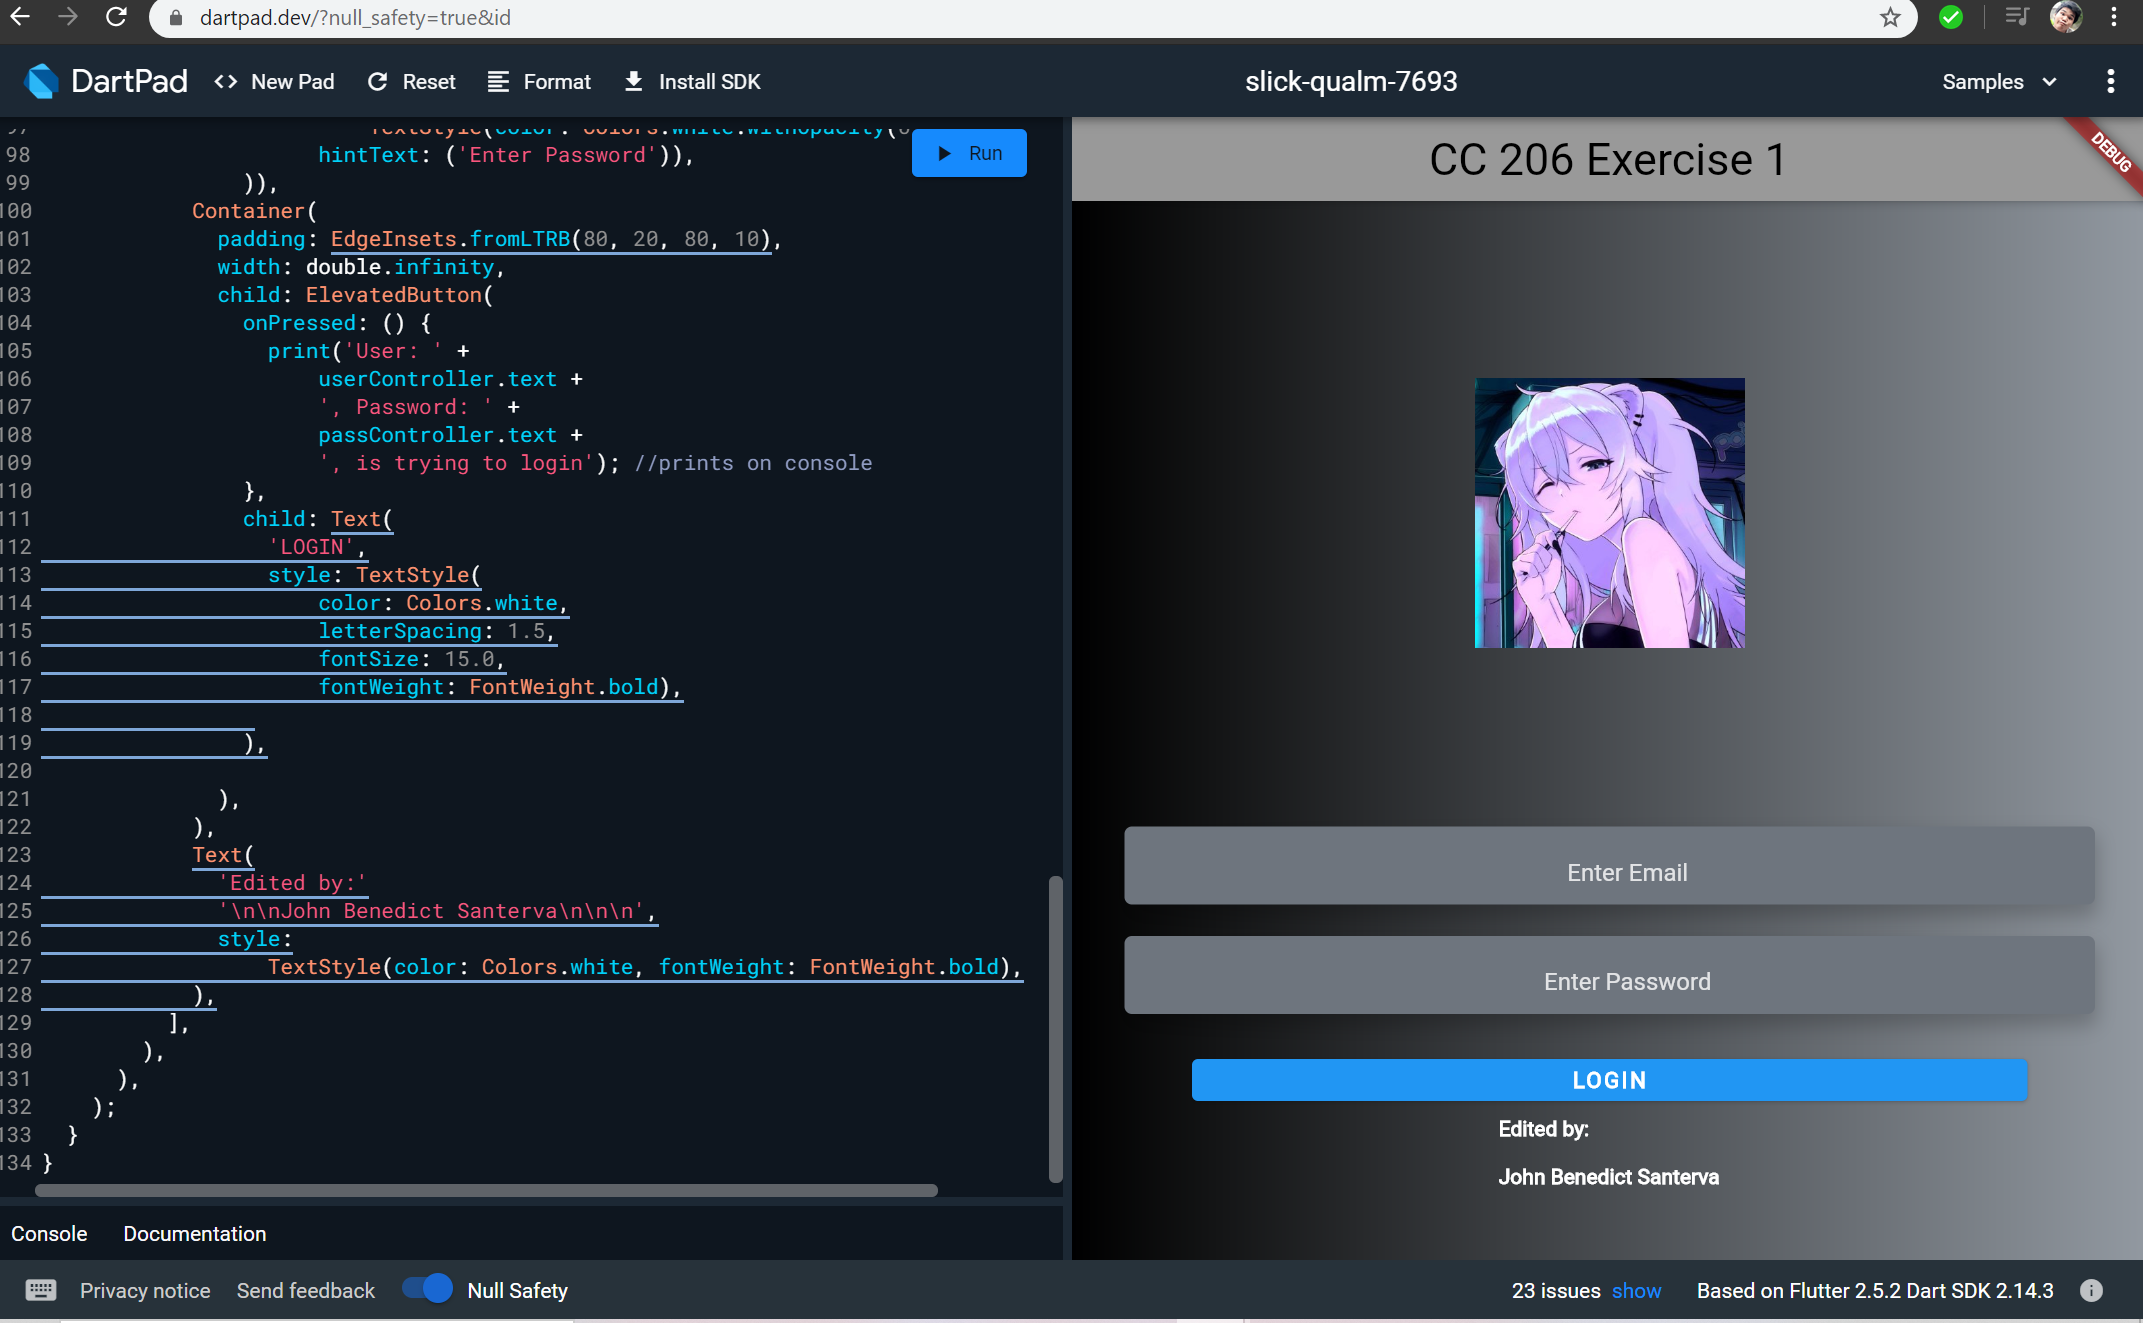 dartpad.dev/?null_safety=true&id
DartPad
New Pad
Reset
Format
Install SDK
slick-qualm-7693
Samples
97 TextStyle(color: Colors.white.withOpacity(0
98 hintText: ('Enter Password')),
Run
99 )),
100 Container(
101 padding: EdgeInsets.fromLTRB(80, 20, 80, 10),
102 width: double.infinity,
103 child: ElevatedButton(
104 onPressed: () {
105 print('User: ' +
106 userController.text +
107 ', Password: ' +
108 passController.text +
109 ', is trying to login'); //prints on console
110 },
111 child: Text(
112 'LOGIN',
113 style: TextStyle(
114 color: Colors.white,
115 letterSpacing: 1.5,
116 fontSize: 15.0,
117 fontWeight: FontWeight.bold),
118
119 ),
120
121 ),
122 ),
123 Text(
124 'Edited by:'
125 '\n\nJohn Benedict Santerva\n\n\n',
126 style:
127 TextStyle(color: Colors.white, fontWeight: FontWeight.bold),
128 ),
129 ],
130 ),
131 ),
132 );
133 }
134 }
CC 206 Exercise 1
DEBUG
Enter Email
Enter Password
LOGIN
Edited by:
John Benedict Santerva
Console
Documentation
Privacy notice
Send feedback
Null Safety
23 issues show
Based on Flutter 2.5.2 Dart SDK 2.14.3